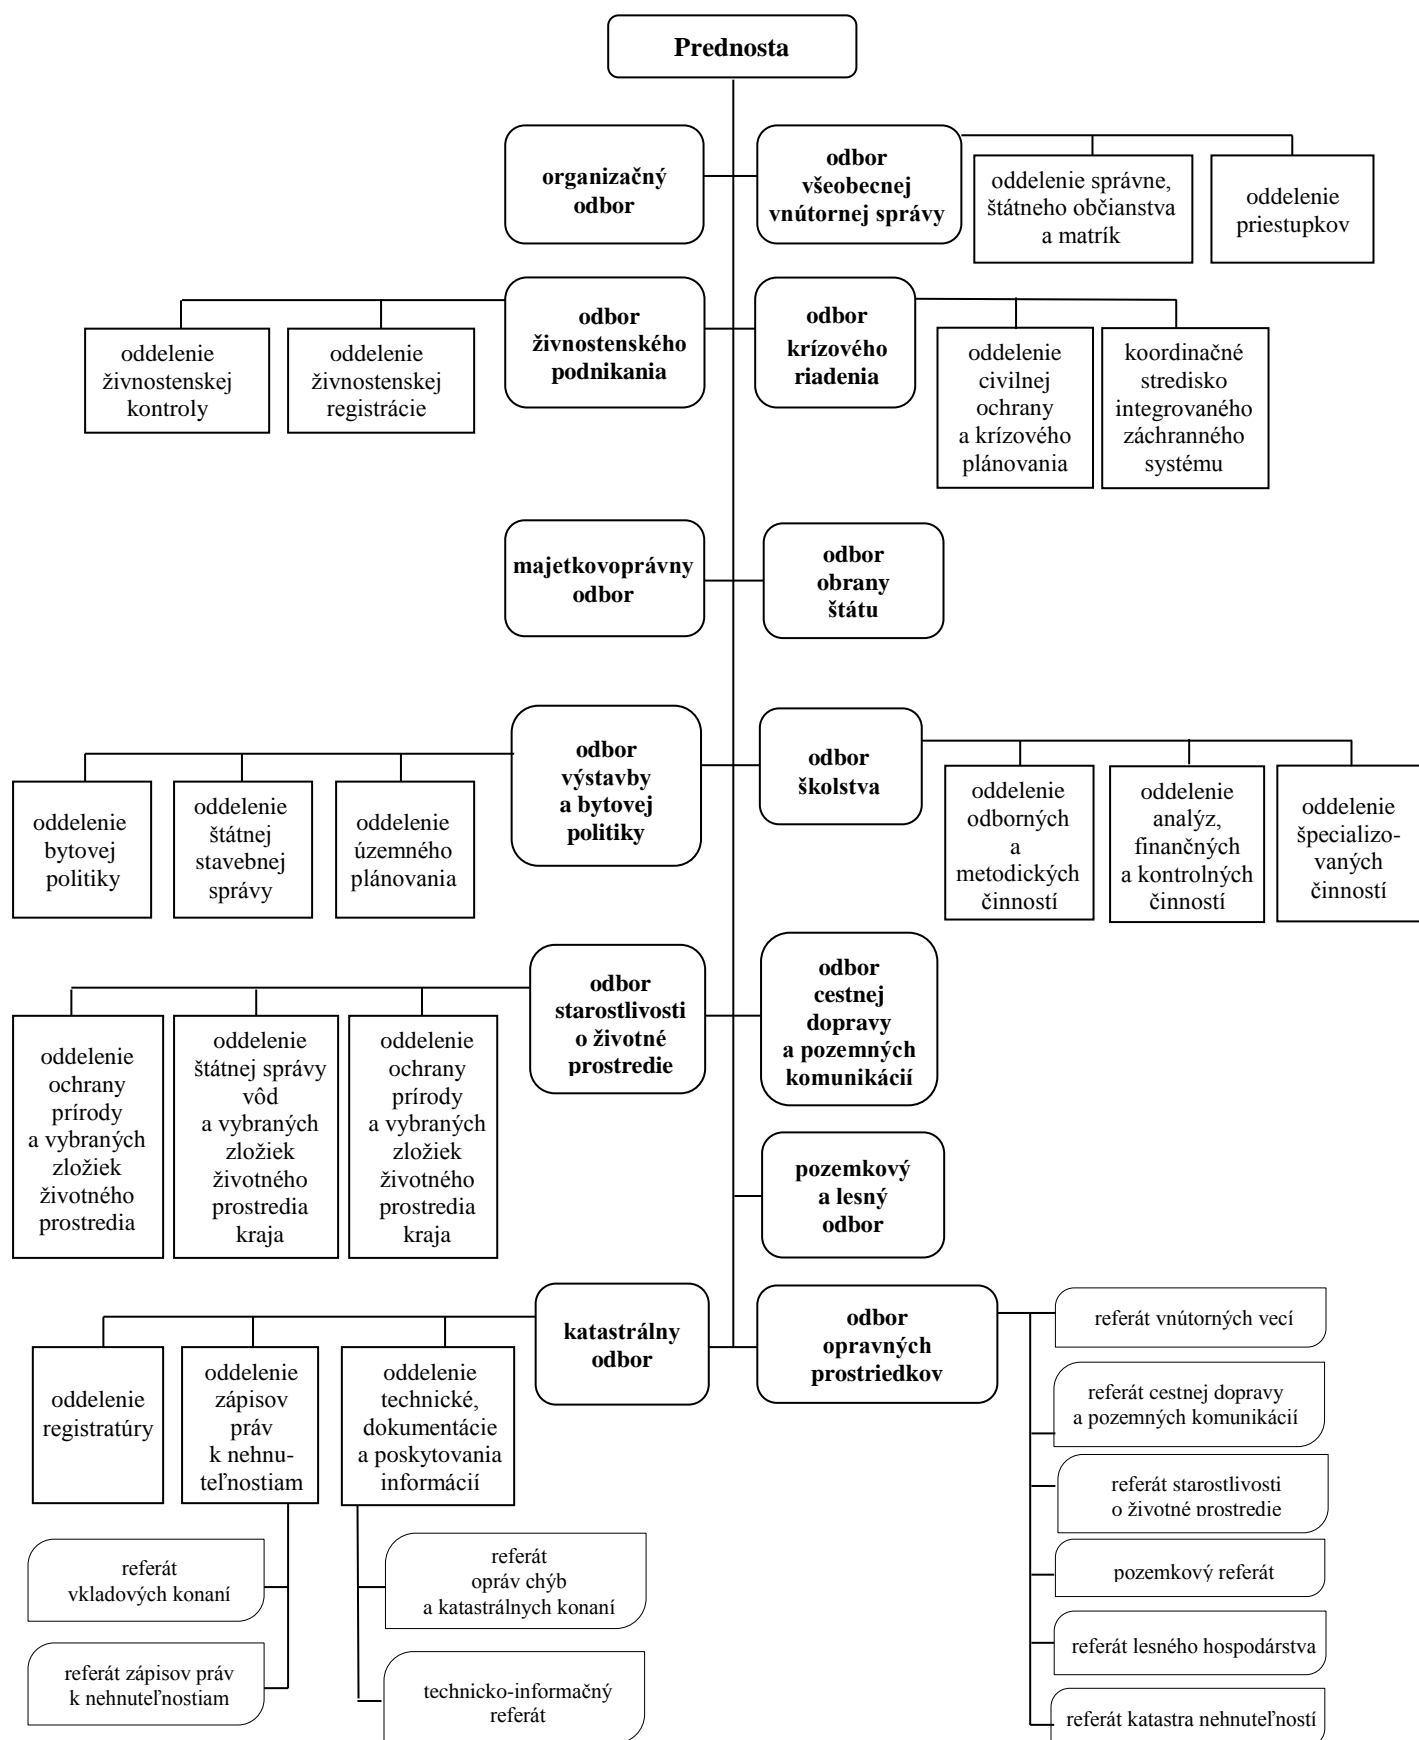 Prednosta
organizačný
odbor
odbor
všeobecnej
vnútornej správy
oddelenie správne,
štátneho občianstva
a matrík
oddelenie
priestupkov
oddelenie
živnostenskej
kontroly
oddelenie
živnostenskej
registrácie
odbor
živnostenského
podnikania
odbor
krízového
riadenia
oddelenie
civilnej
ochrany
a krízového
plánovania
koordinačné
stredisko
integrovaného
záchranného
systému
majetkovoprávny
odbor
odbor
obrany
štátu
oddelenie
bytovej
politiky
oddelenie
štátnej
stavebnej
správy
oddelenie
územného
plánovania
odbor
výstavby
a bytovej
politiky
odbor
školstva
oddelenie
odborných
a
metodických
činností
oddelenie
analýz,
finančných
a kontrolných
činností
oddelenie
špecializo-
vaných
činností
oddelenie
ochrany
prírody
a vybraných
zložiek
životného
prostredia
oddelenie
štátnej správy
vôd
a vybraných
zložiek
životného
prostredia
kraja
oddelenie
ochrany
prírody
a vybraných
zložiek
životného
prostredia
kraja
odbor
starostlivosti
o životné
prostredie
odbor
cestnej
dopravy
a pozemných
komunikácií
pozemkový
a lesný
odbor
oddelenie
registratúry
oddelenie
zápisov
práv
k nehnu-
teľnostiam
oddelenie
technické,
dokumentácie
a poskytovania
informácií
katastrálny
odbor
odbor
opravných
prostriedkov
referát vnútorných vecí
referát cestnej dopravy
a pozemných komunikácií
referát starostlivosti
o životné prostredie
pozemkový referát
referát lesného hospodárstva
referát katastra nehnuteľností
referát
vkladových konaní
referát zápisov práv
k nehnuteľnostiam
referát
opráv chýb
a katastrálnych konaní
technicko-informačný
referát